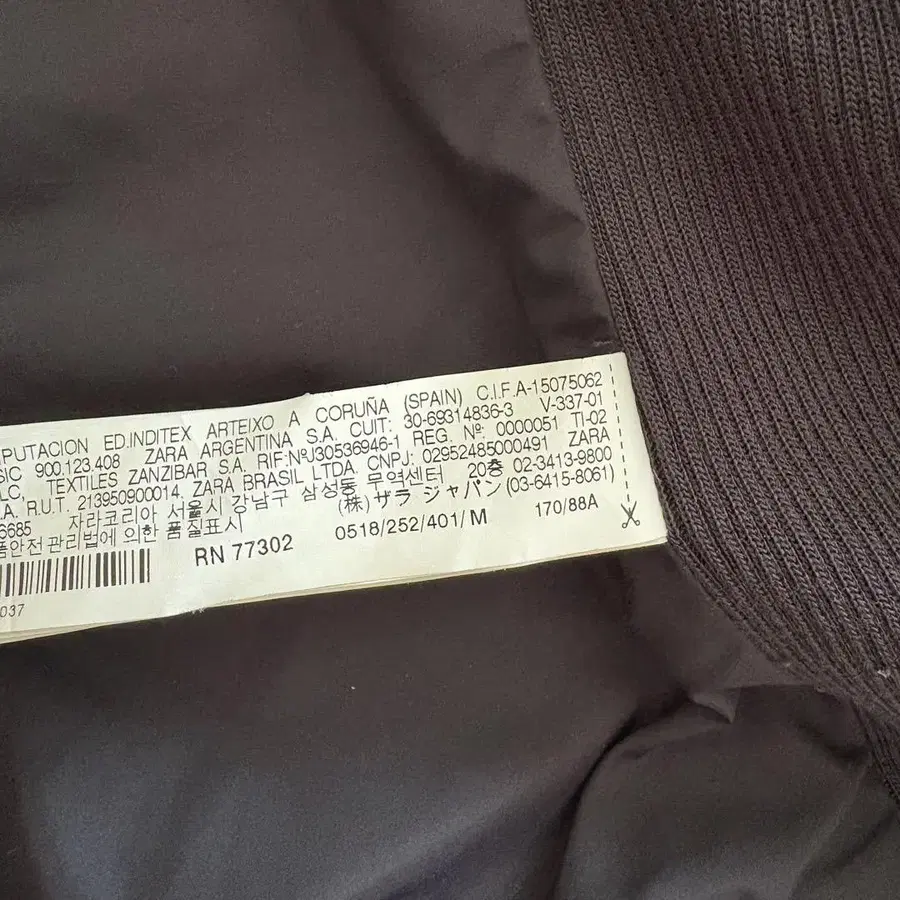 PUTACION ED.INDITEX ARTEIXO A CORUÑA (SPAIN) C.I.F.A-15075062
SIC 900.123.408 ZARA ARGENTINA S.A. CUIT: 30-69314836-3 V-337-01
LC, TEXTILES ZANZIBAR S.A. RIF:NºJ30536946-1 REG. Nº: 0000051 TI-02
.A. R.U.T. 213950900014, ZARA BRASIL LTDA CNPJ: 02952485000491 ZARA
6685 자라코리아 서울시 강남구 삼성동 무역센터 20층 02-3413-9800
품안전관리법에 의한 품질표시 (株) ザラ ジャパン (03-6415-8061)
RN 77302 0518/252/401/ M 170/88A
037